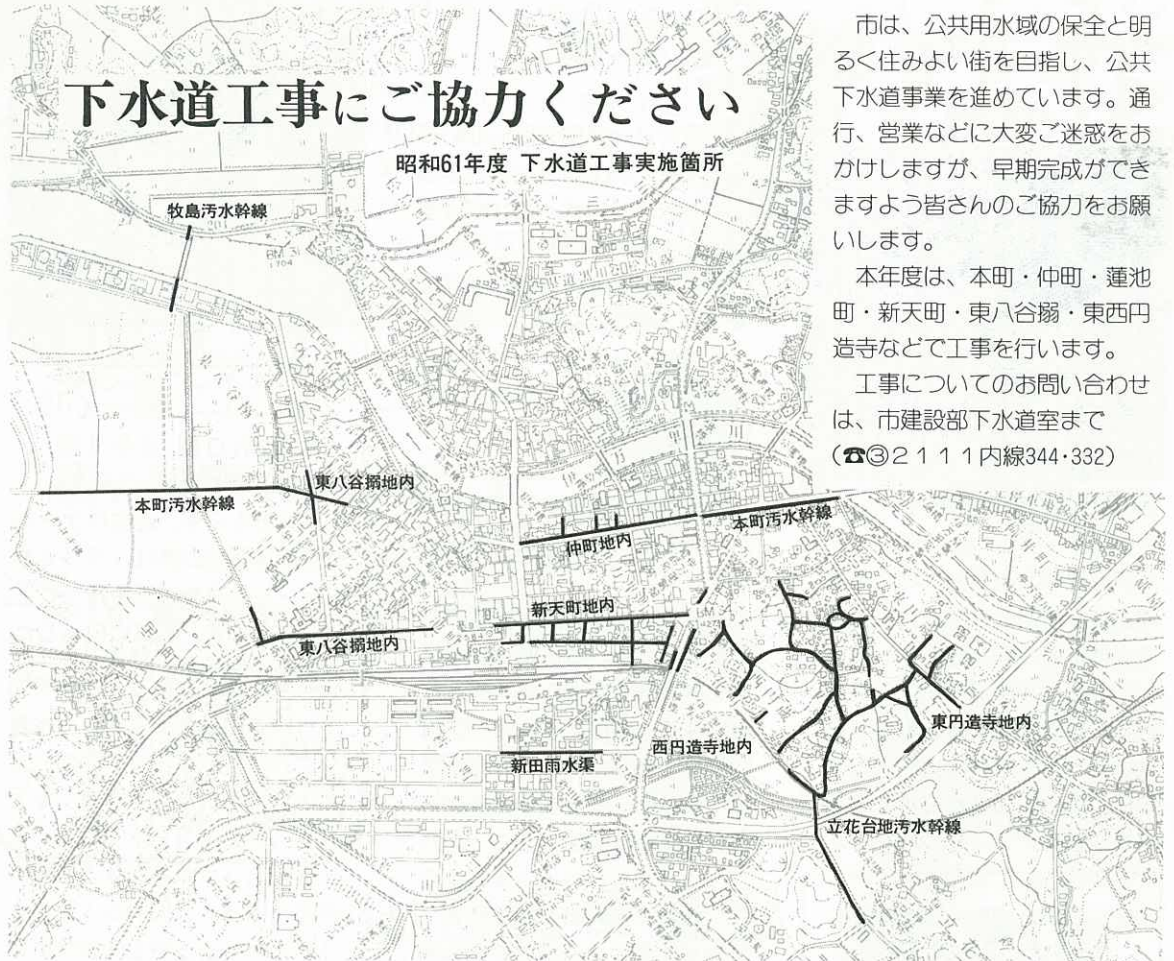 下水道工事にご協力ください
昭和61年度 下水道工事実施箇所
市は、公共用水域の保全と明
るく住みよい街を目指し、公共
下水道事業を進めています。通
行、営業などに大変ご迷惑をお
かけしますが、早期完成ができ
ますよう皆さんのご協力をお願
いします。
本年度は、本町・仲町・蓮池
町・新天町・東八谷搦・東西円
造寺などで工事を行います。
工事についてのお問い合わせ
は、市建設部下水道室まで
(☎③2111内線344・332)
牧島汚水幹線
東八谷搦地内
本町汚水幹線
本町汚水幹線
仲町地内
新天町地内
東八谷搦地内
東円造寺地内
西円造寺地内
新田雨水渠
立花台地汚水幹線
北八谷搦